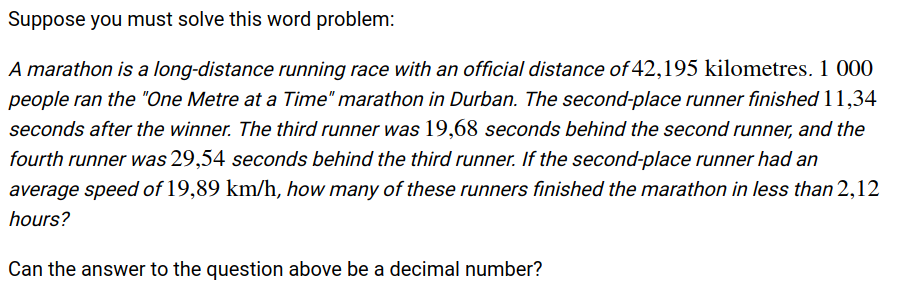 Suppose you must solve this word problem:
A marathon is a long-distance running race with an official distance of 42,195 kilometres. 1 000
people ran the "One Metre at a Time" marathon in Durban. The second-place runner finished 11,34
seconds after the winner. The third runner was 19,68 seconds behind the second runner, and the
fourth runner was 29,54 seconds behind the third runner. If the second-place runner had an
average speed of 19,89 km/h, how many of these runners finished the marathon in less than 2,12
hours?
Can the answer to the question above be a decimal number?